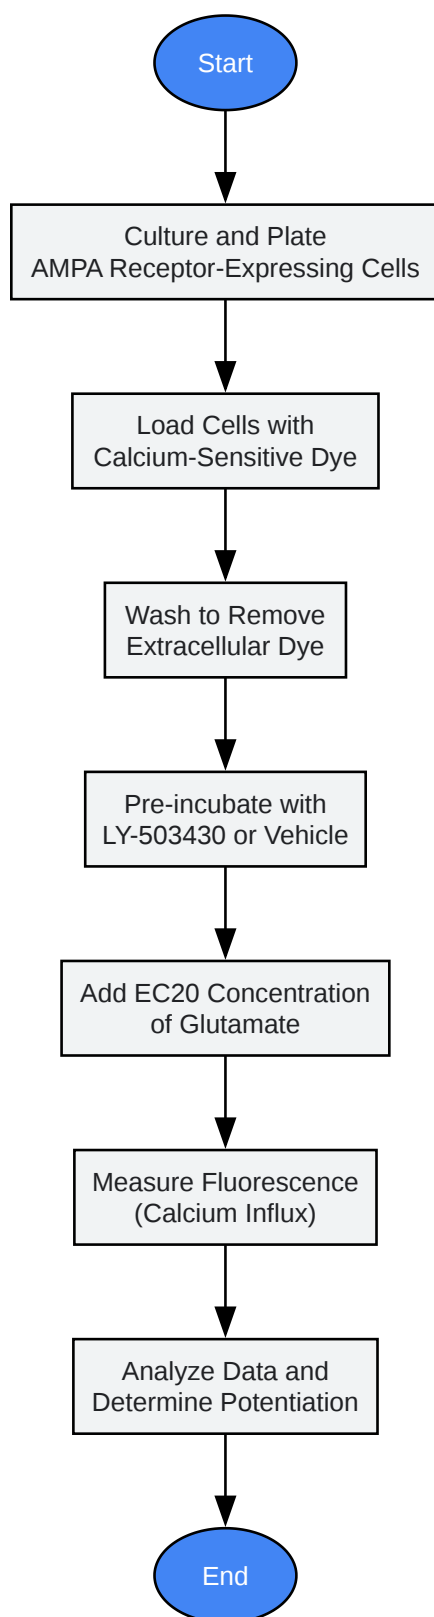 Start
Culture and Plate
AMPA Receptor-Expressing Cells
Load Cells with
Calcium-Sensitive Dye
Wash to Remove
Extracellular Dye
Pre-incubate with
LY-503430 or Vehicle
Add EC20 Concentration
of Glutamate
Measure Fluorescence
(Calcium Influx)
Analyze Data and
Determine Potentiation
End